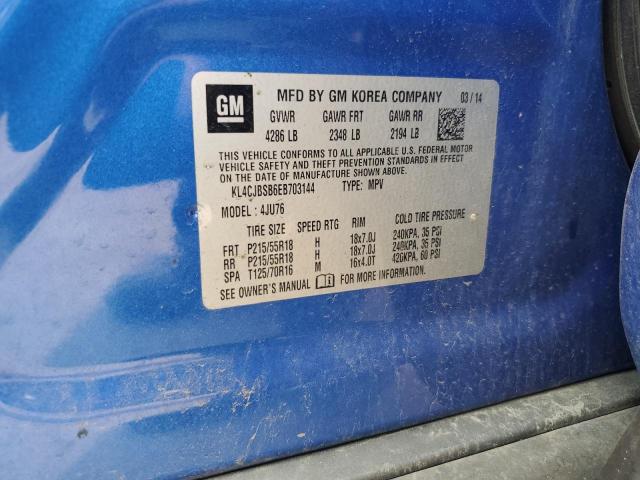 GM
MFD BY GM KOREA COMPANY 03/14
GVWR GAWR FRT GAWR RR
4286 LB 2348 LB 2194 LB
THIS VEHICLE CONFORMS TO ALL APPLICABLE U.S. FEDERAL MOTOR
VEHICLE SAFETY AND THEFT PREVENTION STANDARDS IN EFFECT ON
THE DATE OF MANUFACTURE SHOWN ABOVE.
KL4CJBSB6EB703144 TYPE: MPV
MODEL: 4JU76
TIRE SIZE SPEED RTG RIM COLD TIRE PRESSURE
FRT P215/55R18 H 18x7.0J 240KPA, 35 PSI
RR P215/55R18 H 18x7.0J 240KPA, 35 PSI
SPA T125/70R16 M 16x4.0T 420KPA, 60 PSI
SEE OWNER'S MANUAL FOR MORE INFORMATION